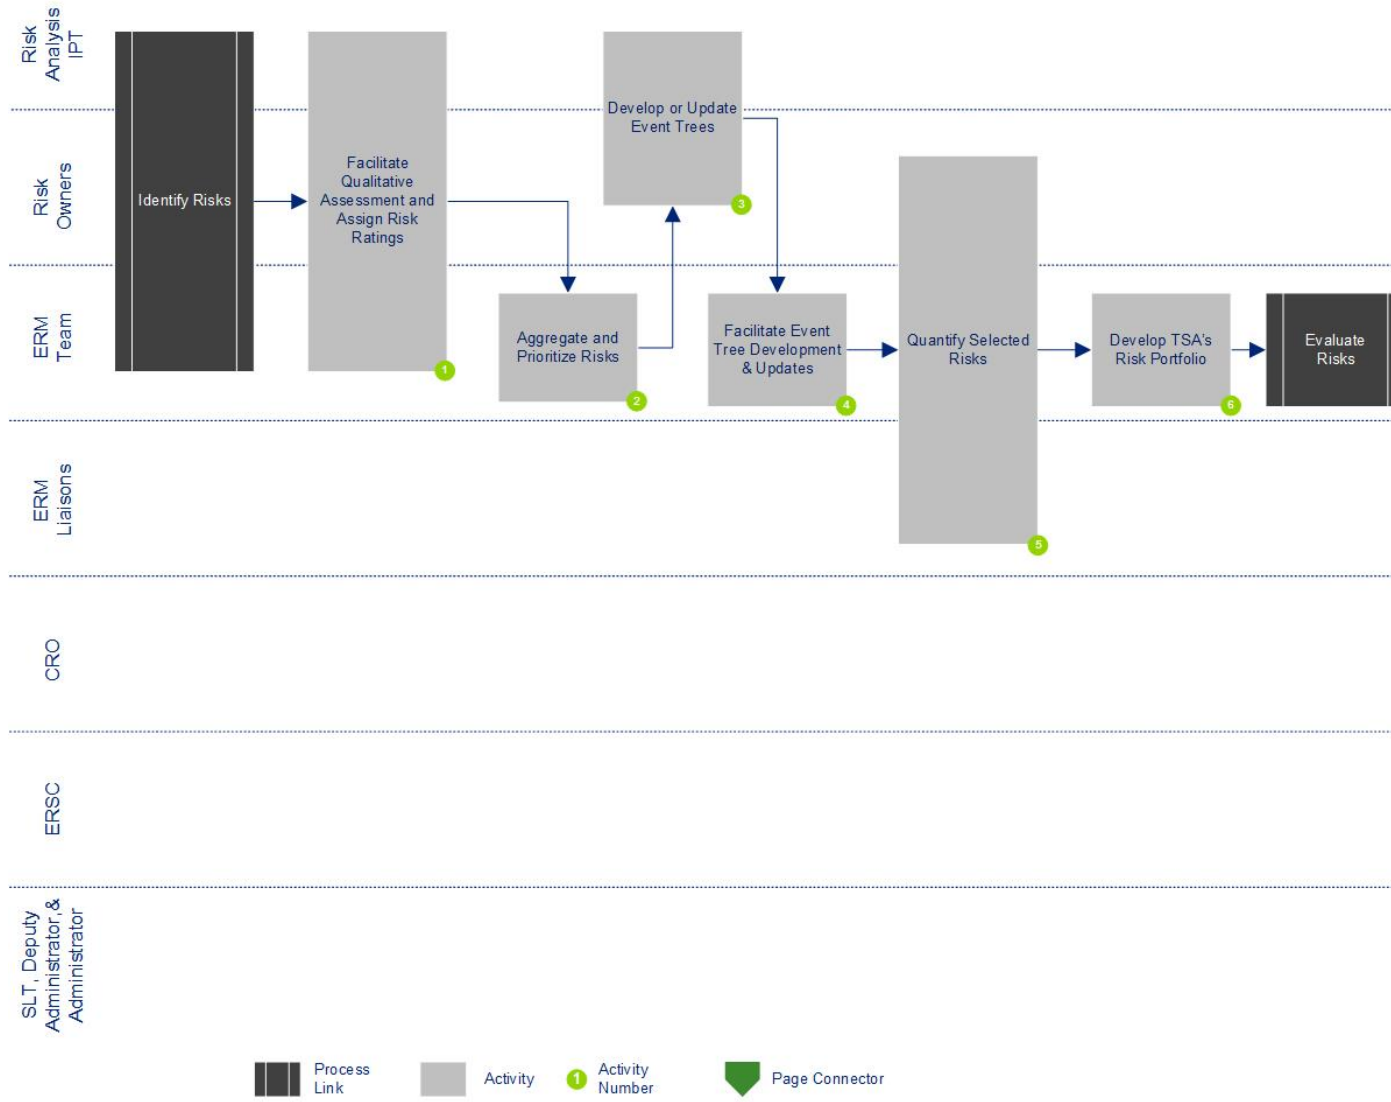 Risk
Analysis
IPT
Risk
Owners
ERM
Team
ERM
Liaisons
CRO
ERSC
SLT, Deputy
Administrator,&
Administrator
Identify Risks
Facilitate
Qualitative
Assessment and
Assign Risk
Ratings
1
Aggregate and
Prioritize Risks
2
Develop or Update
Event Trees
3
Facilitate Event
Tree Development
& Updates
4
Quantify Selected
Risks
5
Develop TSA's
Risk Portfolio
6
Evaluate
Risks
Process
Link
Activity
1
Activity
Number
Page Connector